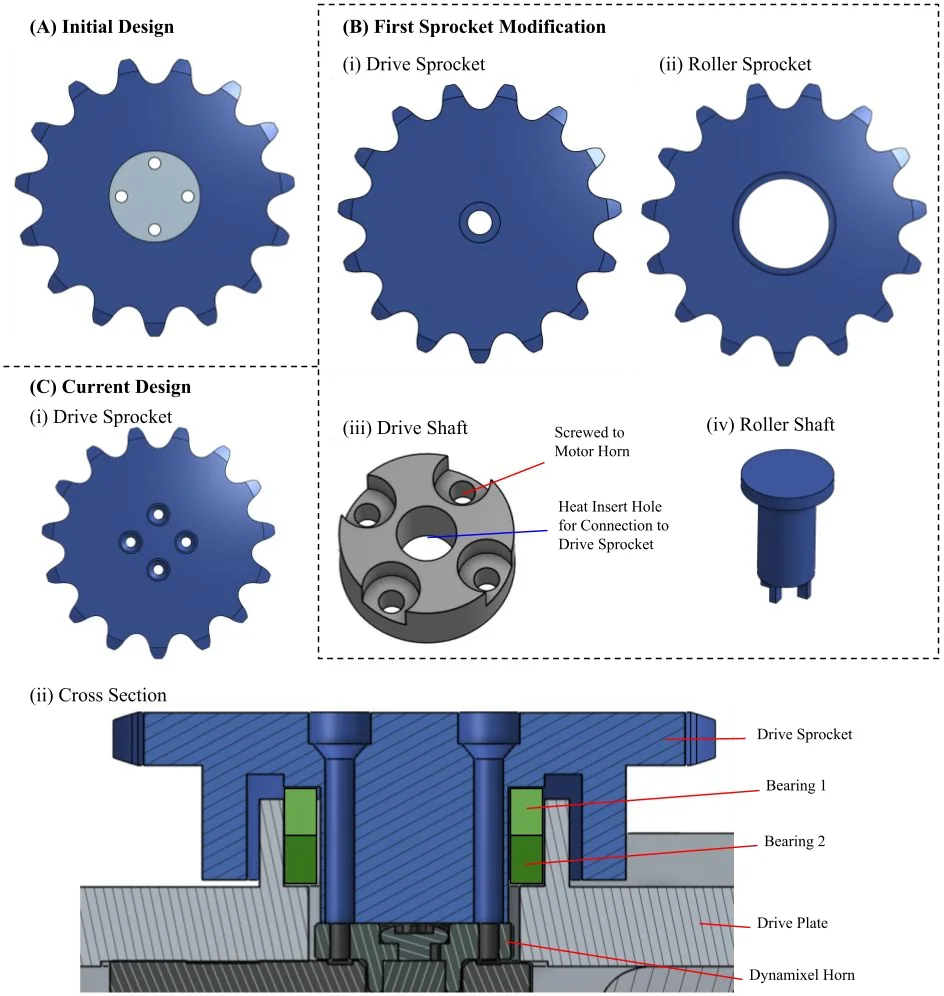 (A) Initial Design
(B) First Sprocket Modification
(i) Drive Sprocket
(ii) Roller Sprocket
(C) Current Design
(i) Drive Sprocket
(iii) Drive Shaft
Screwed to
Motor Horn
Heat Insert Hole
for Connection to
Drive Sprocket
(iv) Roller Shaft
(ii) Cross Section
Drive Sprocket
Bearing 1
Bearing 2
Drive Plate
Dynamixel Horn